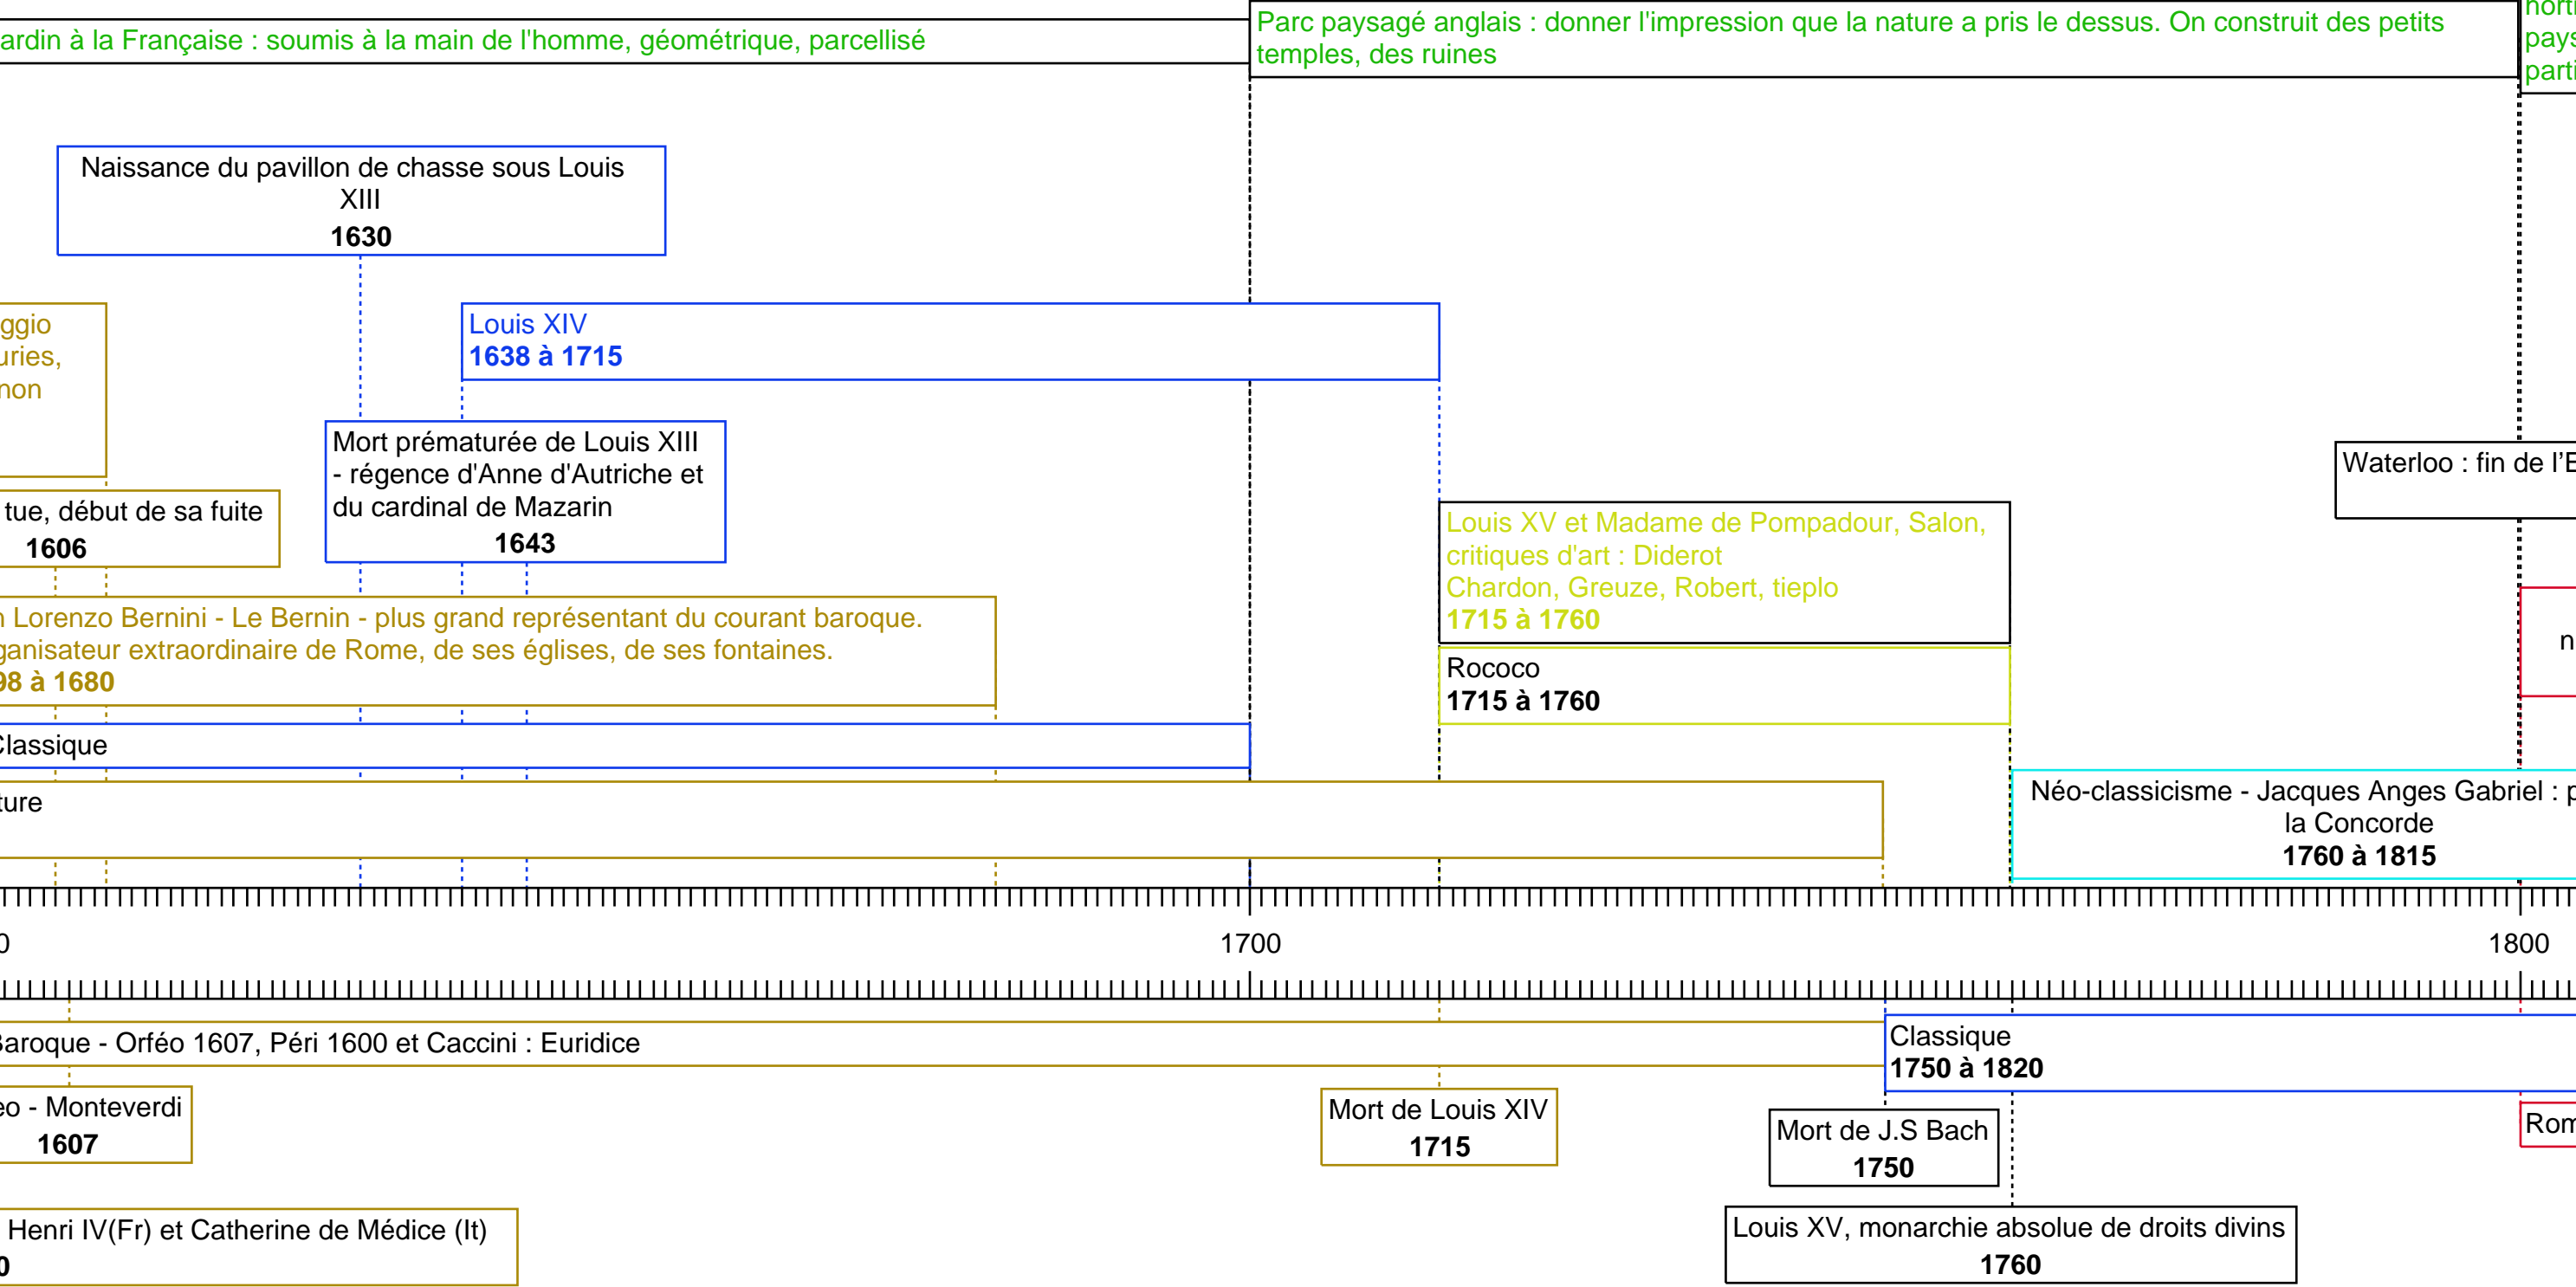 ardin à la Française : soumis à la main de l'homme, géométrique, parcellisé
Parc paysagé anglais : donner l'impression que la nature a pris le dessus. On construit des petits
temples, des ruines
pays
parti
Naissance du pavillon de chasse sous Louis
XIII
1630
ggio
uries,
non
Louis XIV
1638 à 1715
Mort prématurée de Louis XIII
- régence d'Anne d'Autriche et
du cardinal de Mazarin
1643
Waterloo : fin de l'E
tue, début de sa fuite
1606
Louis XV et Madame de Pompadour, Salon,
critiques d'art : Diderot
Chardon, Greuze, Robert, tieplo
1715 à 1760
n Lorenzo Bernini - Le Bernin - plus grand représentant du courant baroque.
ganisateur extraordinaire de Rome, de ses églises, de ses fontaines.
98 à 1680
n
Rococo
1715 à 1760
Classique
ture
Néo-classicisme - Jacques Anges Gabriel : p
la Concorde
1760 à 1815
0
1700
1800
Baroque - Orféo 1607, Péri 1600 et Caccini : Euridice
Classique
1750 à 1820
eo - Monteverdi
1607
Mort de Louis XIV
1715
Mort de J.S Bach
1750
Rom
Henri IV(Fr) et Catherine de Médice (It)
0
Louis XV, monarchie absolue de droits divins
1760